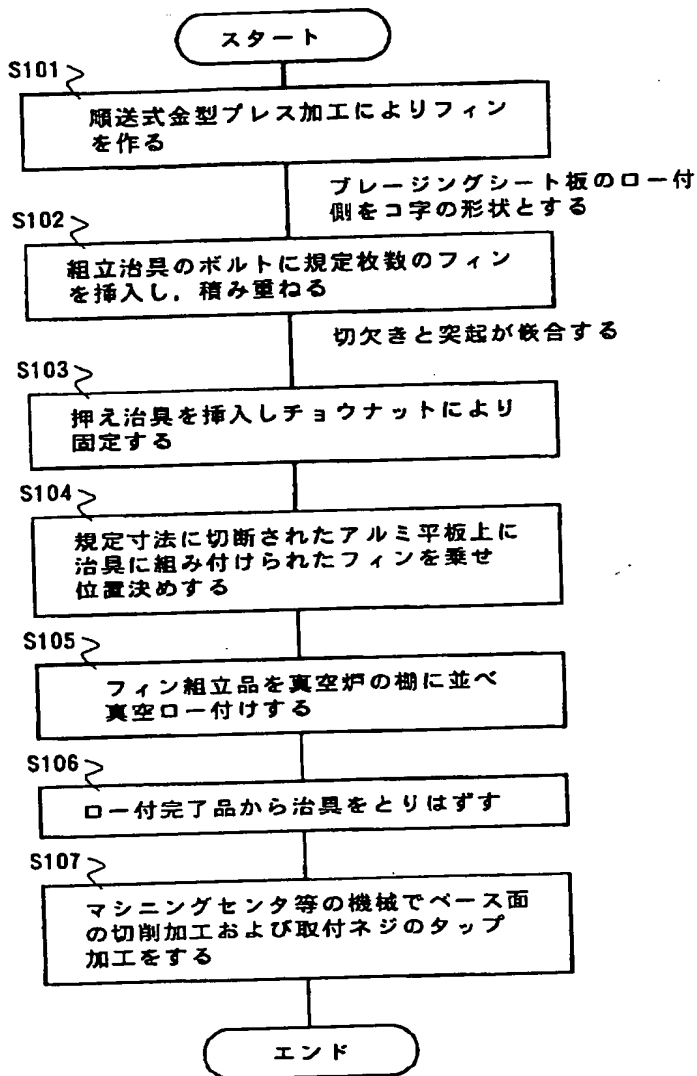 スタート
S101
順送式金型プレス加工によりフィン
を作る
ブレージングシート板のロー付
側をコ字の形状とする
S102
組立治具のボルトに規定枚数のフィン
を挿入し，積み重ねる
切欠きと突起が嵌合する
S103
押え治具を挿入しチョウナットにより
固定する
S104
規定寸法に切断されたアルミ平板上に
治具に組み付けられたフィンを乗せ
位置決めする
S105
フィン組立品を真空炉の棚に並べ
真空ロー付けする
S106
ロー付完了品から治具をとりはずす
S107
マシニングセンタ等の機械でベース面
の切削加工および取付ネジのタップ
加工をする
エンド